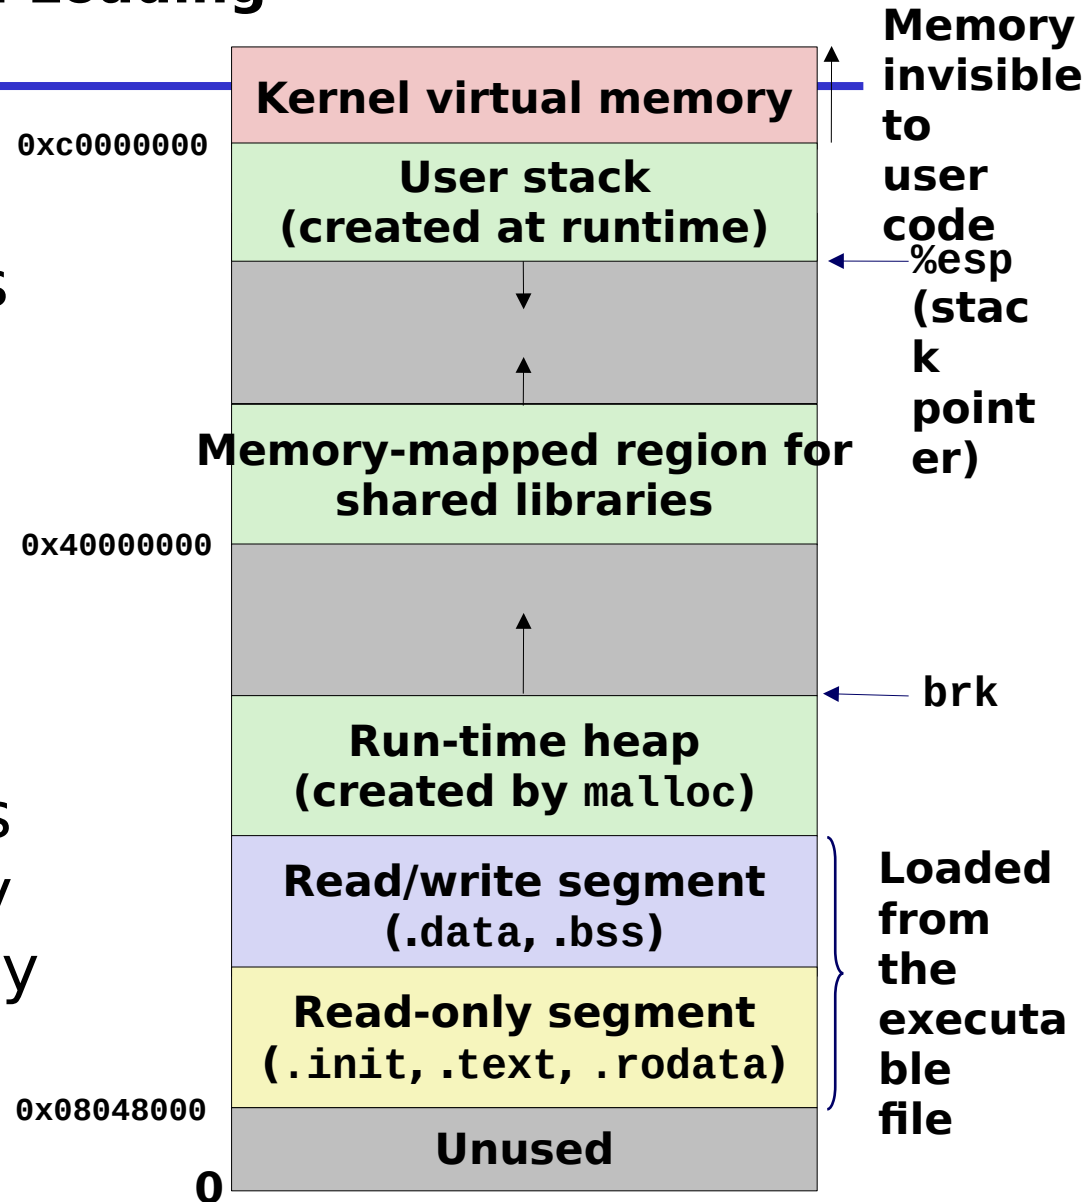 Kernel virtual memory
Memory
invisible
to
user
code
0xc0000000
User stack
(created at runtime)
%esp
(stac
k
point
er)
Memory-mapped region for
shared libraries
0x40000000
brk
Run-time heap
(created by malloc)
Read/write segment
(.data, .bss)
Loaded
from
the
executa
ble
file
Read-only segment
(.init, .text, .rodata)
0x08048000
Unused
0